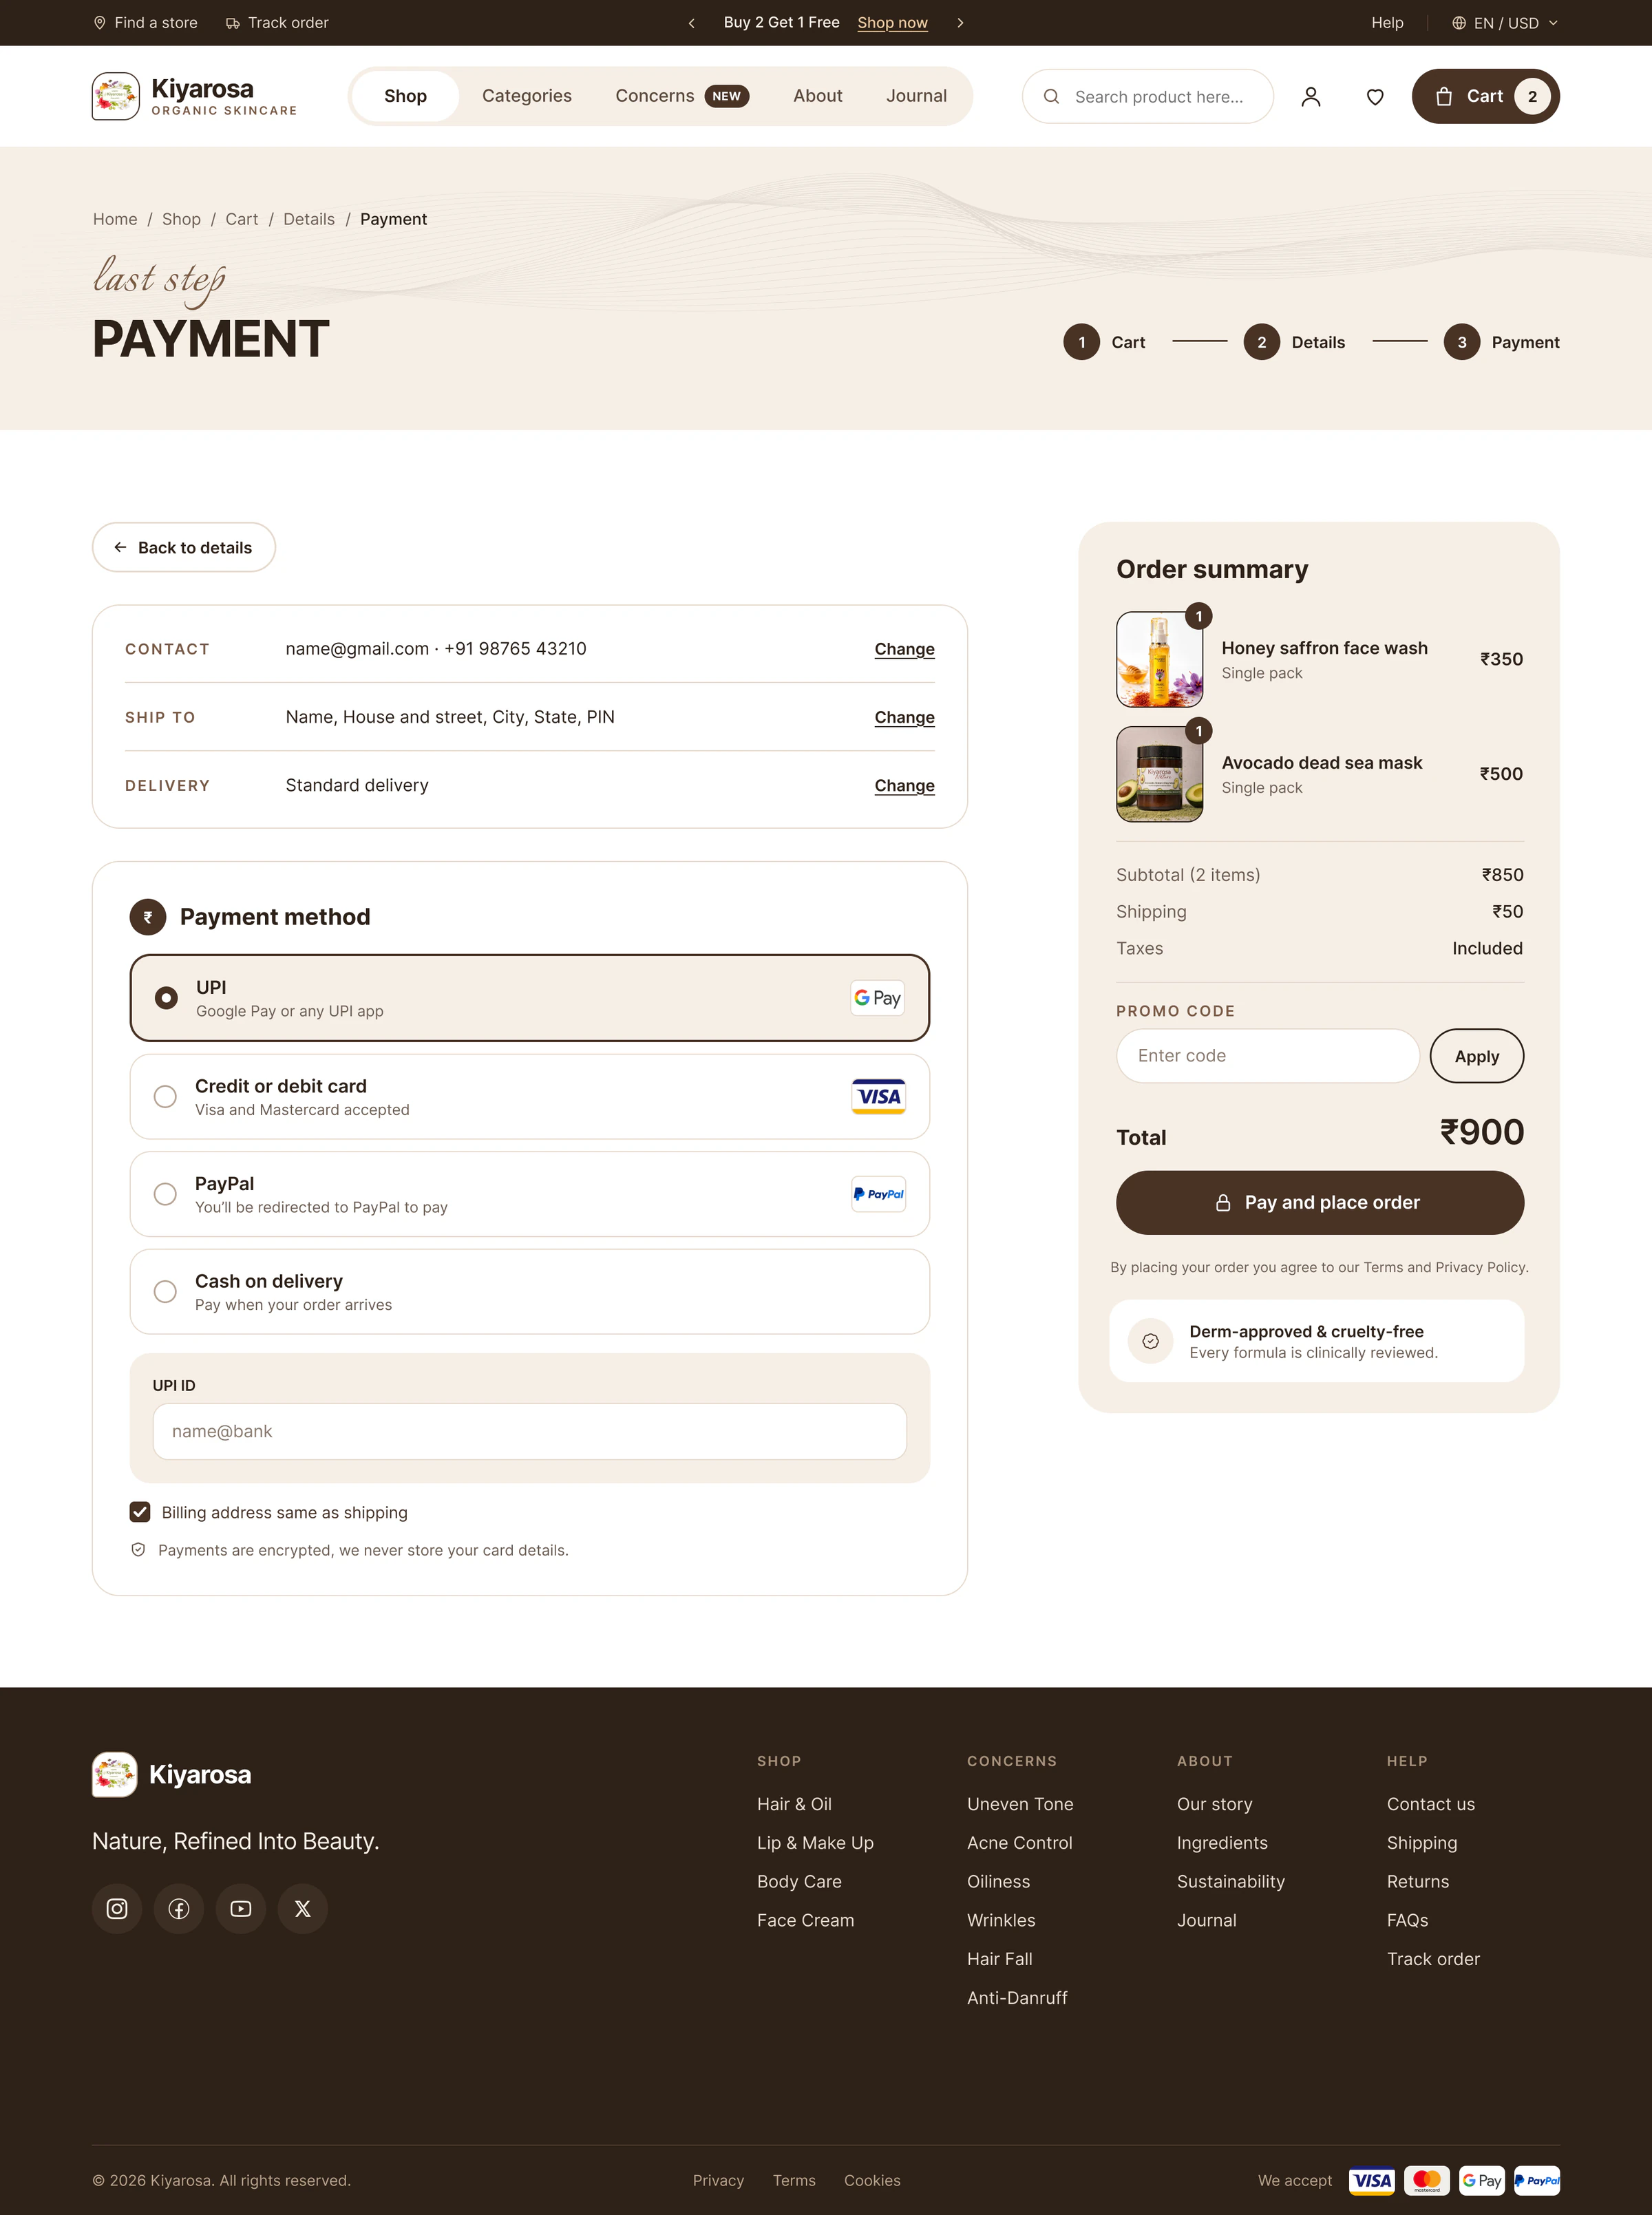 Find a store Track order Buy 2 Get 1 Free Shop now Help EN / USD
Kiyarosa
ORGANIC SKINCARE
Shop Categories Concerns NEW About Journal Search product here... Cart 2
Home / Shop / Cart / Details / Payment
last step
PAYMENT
1 Cart 2 Details 3 Payment
Back to details
CONTACT name@gmail.com · +91 98765 43210 Change
SHIP TO Name, House and street, City, State, PIN Change
DELIVERY Standard delivery Change
₹ Payment method
UPI
Google Pay or any UPI app
G Pay
Credit or debit card
Visa and Mastercard accepted
VISA
PayPal
You'll be redirected to PayPal to pay
PayPal
Cash on delivery
Pay when your order arrives
UPI ID
name@bank
Billing address same as shipping
Payments are encrypted, we never store your card details.
Order summary
1
Honey saffron face wash
Single pack
₹350
1
Kiyarosa
Avocado dead sea mask
Single pack
₹500
Subtotal (2 items) ₹850
Shipping ₹50
Taxes Included
PROMO CODE
Enter code Apply
Total ₹900
Pay and place order
By placing your order you agree to our Terms and Privacy Policy.
Derm-approved & cruelty-free
Every formula is clinically reviewed.
Kiyarosa
Nature, Refined Into Beauty.
SHOP
Hair & Oil
Lip & Make Up
Body Care
Face Cream
CONCERNS
Uneven Tone
Acne Control
Oiliness
Wrinkles
Hair Fall
Anti-Danruff
ABOUT
Our story
Ingredients
Sustainability
Journal
HELP
Contact us
Shipping
Returns
FAQs
Track order
© 2026 Kiyarosa. All rights reserved. Privacy Terms Cookies We accept VISA mastercard G Pay PayPal